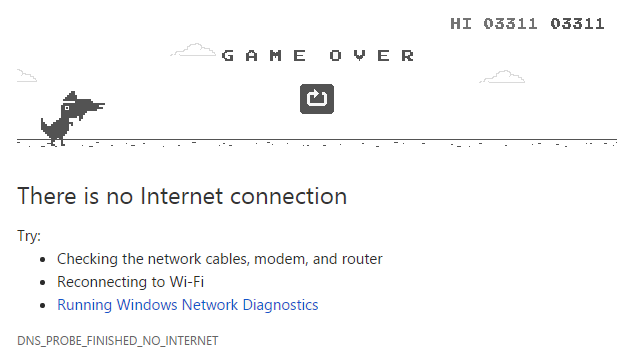 HI 03311 03311
GAME OVER
There is no Internet connection
Try:
• Checking the network cables, modem, and router
• Reconnecting to Wi-Fi
• Running Windows Network Diagnostics
DNS_PROBE_FINISHED_NO_INTERNET